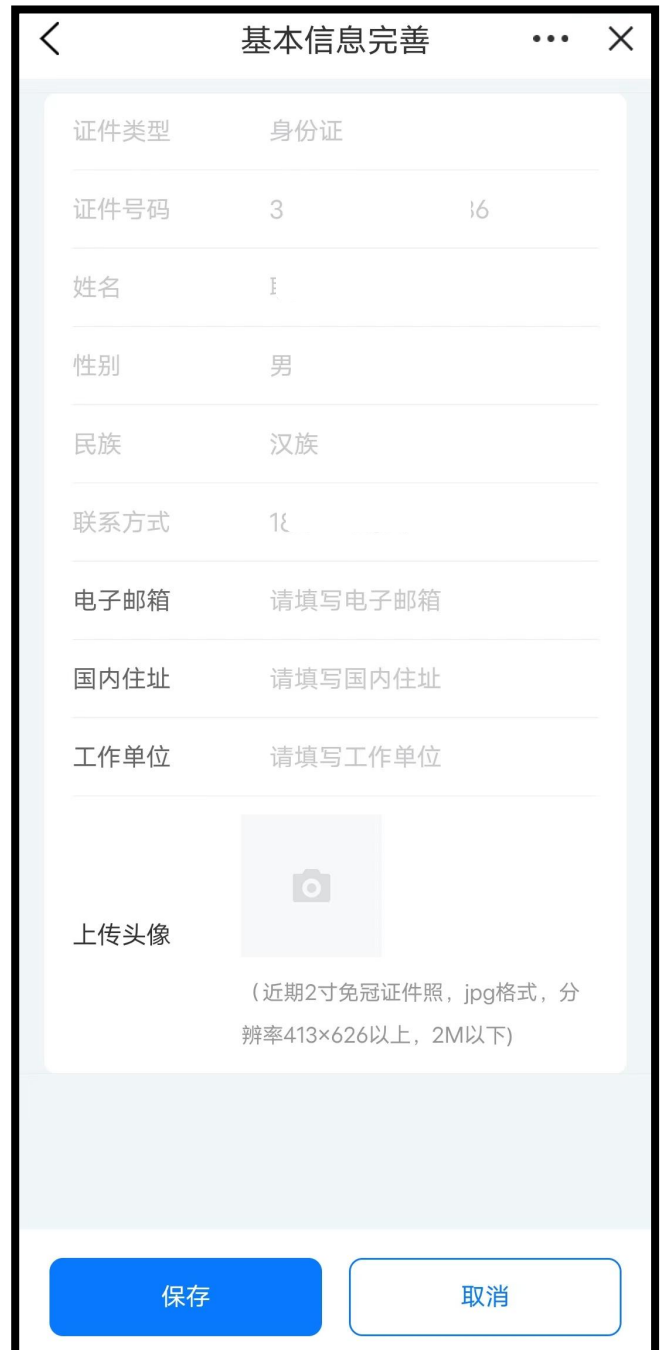 基本信息完善
证件类型 身份证
证件号码 3 36
姓名
性别 男
民族 汉族
联系方式 18
电子邮箱 请填写电子邮箱
国内住址 请填写国内住址
工作单位 请填写工作单位
上传头像
（近期2寸免冠证件照，jpg格式，分
辨率413×626以上，2M以下)
保存 取消